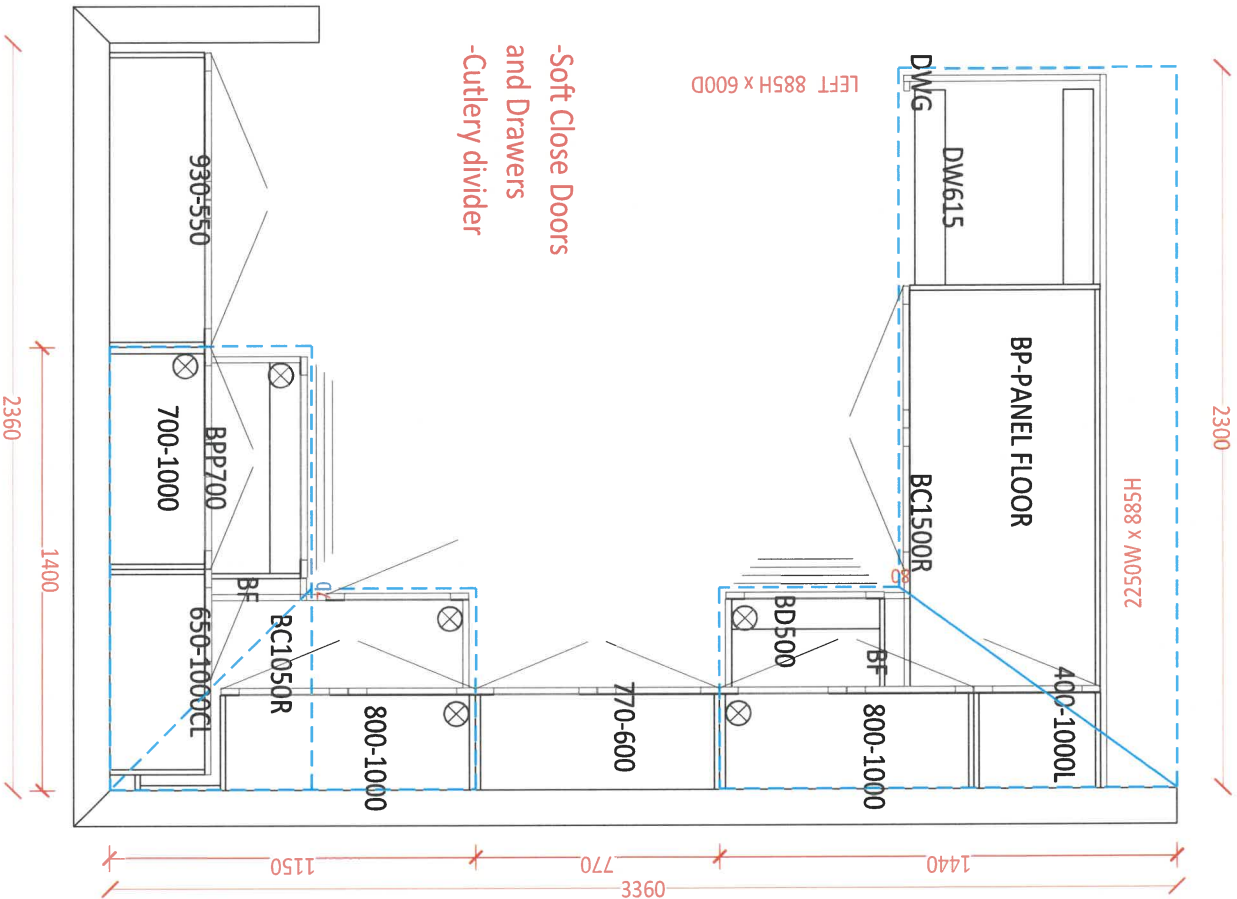 -Soft Close Doors
and Drawers
-Cutlery divider
LEFT 885H x 600D
DWG
DW615
BP-PANEL FLOOR
BC1500R
2250W x 885H
2300
930-550
700-1000
BPP700
BF
650-1000CL
BC1050R
800-1000
770-600
BD500
BF
800-1000
400-1000L
80
2360
1400
1150
770
1440
3360